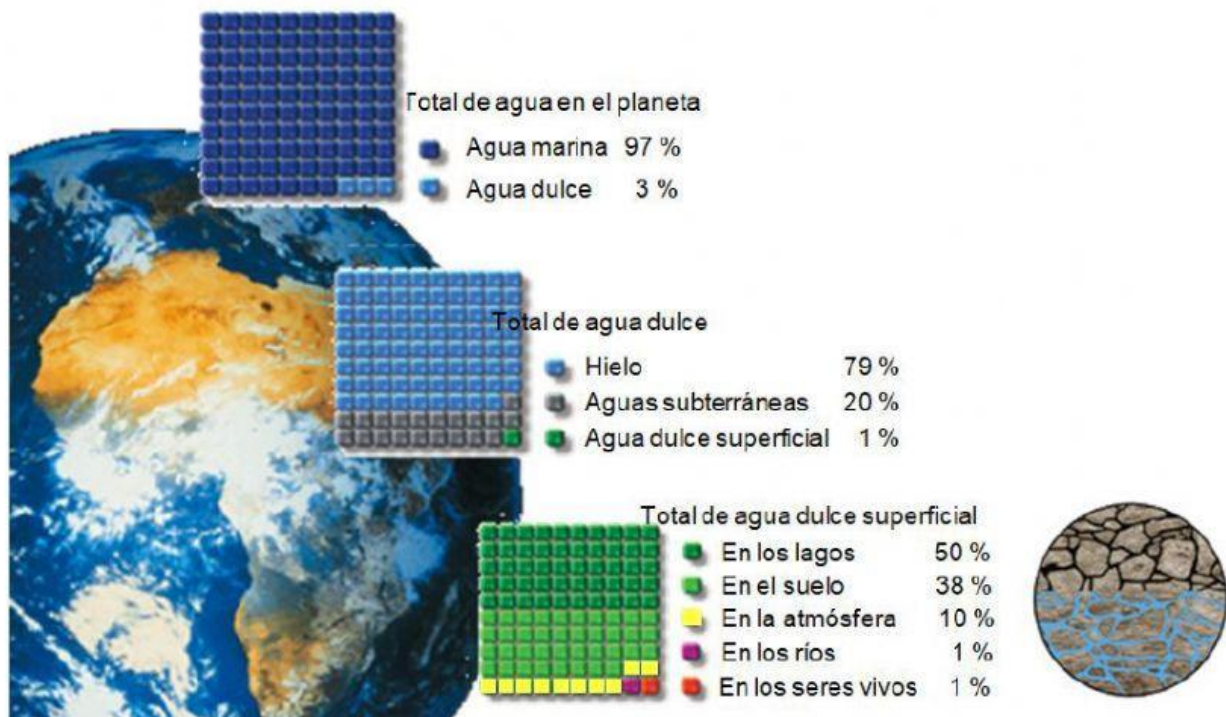 Total de agua en el planeta
Agua marina 97 %
Agua dulce 3 %
Total de agua dulce
Hielo 79 %
Aguas subterráneas 20 %
Agua dulce superficial 1 %
Total de agua dulce superficial
En los lagos 50 %
En el suelo 38 %
En la atmósfera 10 %
En los ríos 1 %
En los seres vivos 1 %